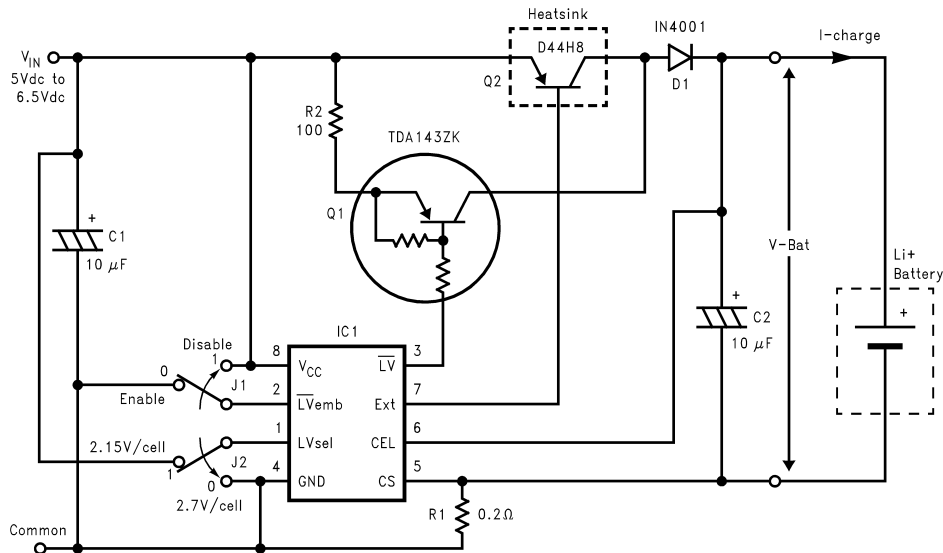 Heatsink
D44H8
Q2
IN4001
D1
I-charge
VIN
5Vdc to
6.5Vdc
R2
100
TDA143ZK
Q1
+
C1
10 μF
V-Bat
Li+
Battery
+
+
C2
10 μF
IC1
Disable
1
0
J1
Enable
8
VCC
2
LVemb
1
LVsel
4
GND
3
LV
7
Ext
6
CEL
5
CS
2.15V/cell
1
J2
0
2.7V/cell
R1
0.2Ω
Common